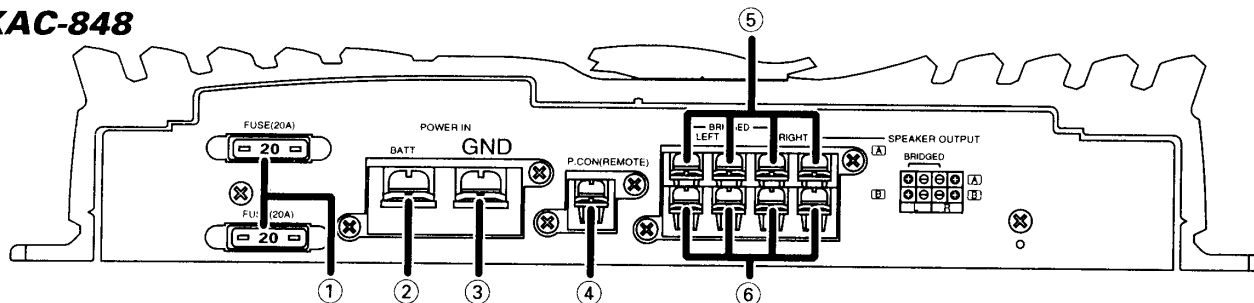 KAC-848
⑤
FUSE(20A)
20
POWER IN
BATT
GND
P.CON(REMOTE)
BRIDGED
LEFT
RIGHT
SPEAKER OUTPUT
A
BRIDGED
A
B
B
L R
FUSE(20A)
20
① ② ③ ④ ⑥